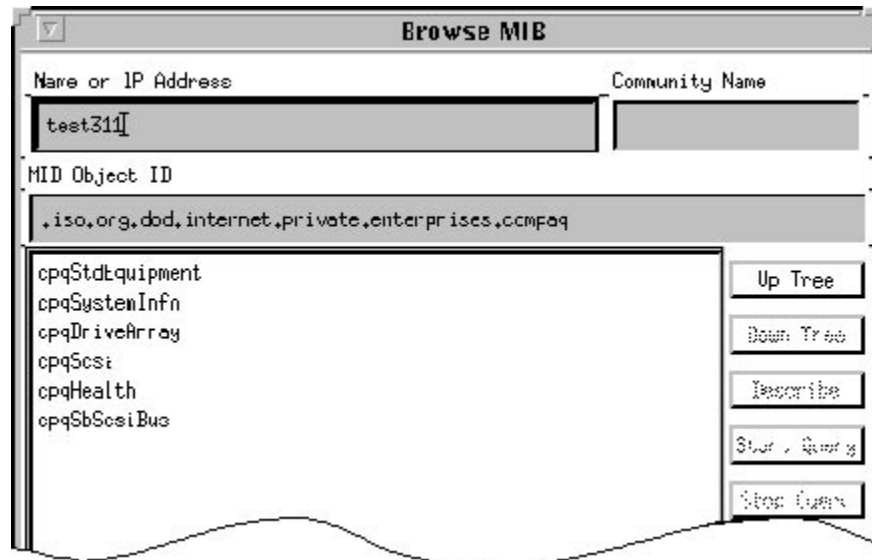 Browse MIB
Name or IP Address
Community Name
test311
MID Object ID
.iso.org.dod.internet.private.enterprises.compaq
cpqStdEquipment
cpqSystemInfo
cpqDriveArray
cpqScsi
cpqHealth
cpqSbScsiBus
Up Tree
Down Tree
Describe
Start Query
Stop Query